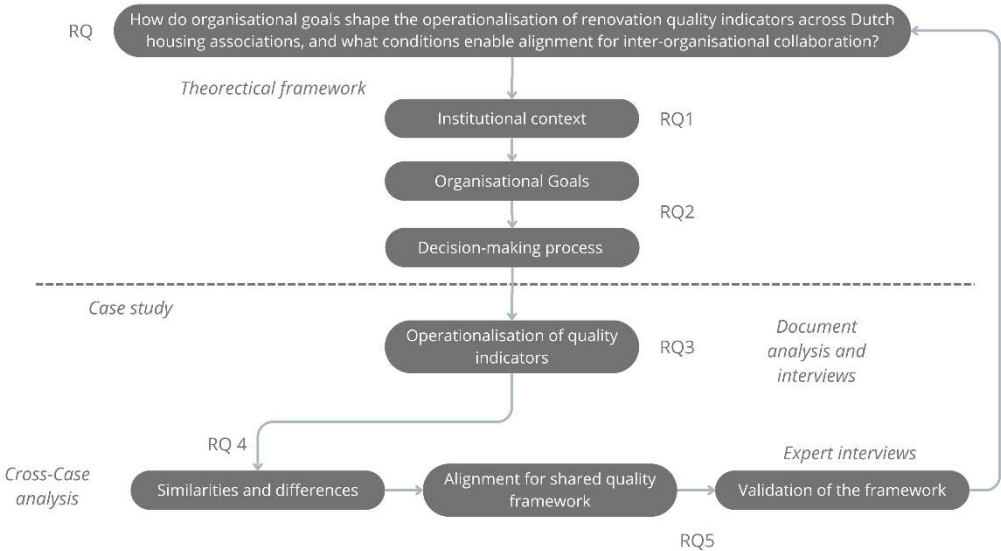 RQ
How do organisational goals shape the operationalisation of renovation quality indicators across Dutch
housing associations, and what conditions enable alignment for inter-organisational collaboration?
Theorectical framework
Institutional context
RQ1
Organisational Goals
RQ2
Decision-making process
Case study
Operationalisation of quality
indicators
RQ3
Document
analysis and
interviews
RQ 4
Cross-Case
analysis
Similarities and differences
Alignment for shared quality
framework
Expert interviews
Validation of the framework
RQ5